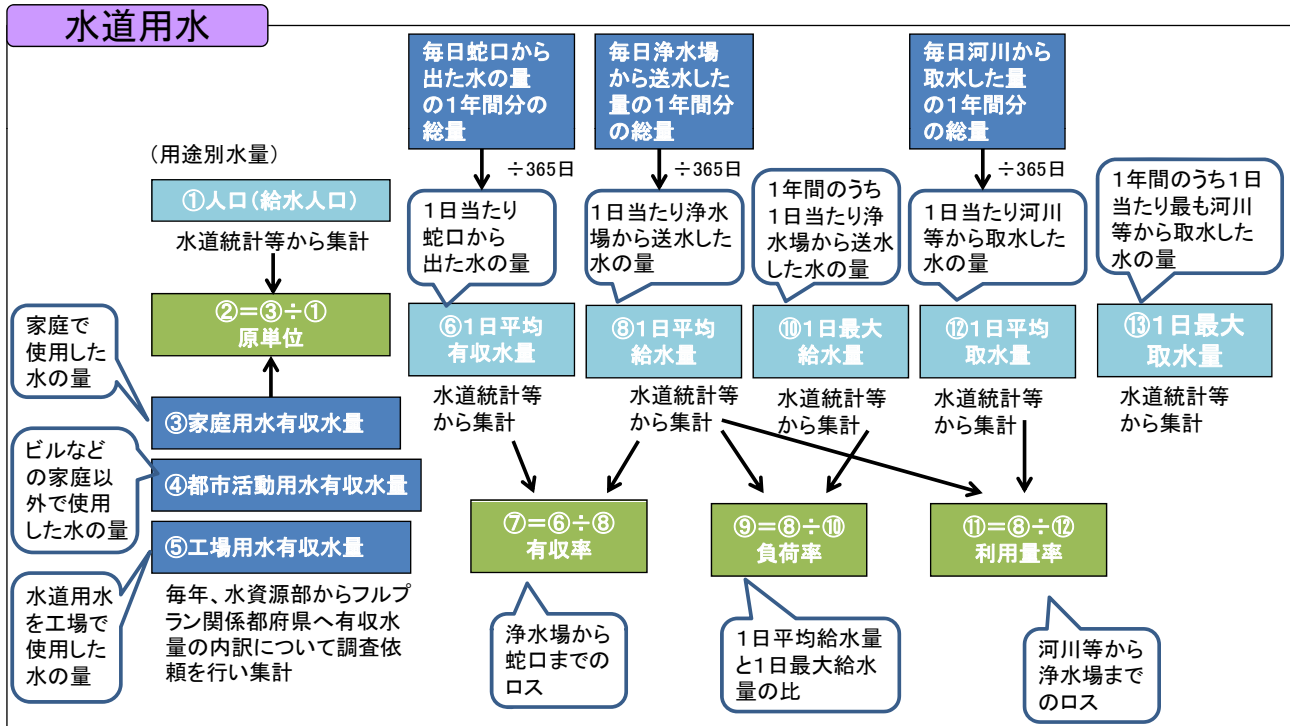 水道用水
毎日蛇口から
出た水の量
の1年間分の
総量
毎日浄水場
から送水した
量の1年間分
の総量
毎日河川から
取水した量
の1年間分
の総量
÷365日
÷365日
÷365日
(用途別水量)
①人口(給水人口)
水道統計等から集計
②=③÷①
原単位
家庭で
使用した
水の量
③家庭用水有収水量
ビルなど
の家庭以
外で使用
した水の量
④都市活動用水有収水量
⑤工場用水有収水量
水道用水
を工場で
使用した
水の量
毎年、水資源部からフルプ
ラン関係都府県へ有収水
量の内訳について調査依
頼を行い集計
1日当たり
蛇口から
出た水の量
1日当たり浄水
場から送水した
水の量
1年間のうち
1日当たり浄
水場から送水
した水の量
1日当たり河川
等から取水した
水の量
1年間のうち1日
当たり最も河川
等から取水した
水の量
⑥1日平均
有収水量
⑧1日平均
給水量
⑩1日最大
給水量
⑫1日平均
取水量
⑬1日最大
取水量
水道統計等
から集計
水道統計等
から集計
水道統計等
から集計
水道統計等
から集計
水道統計等
から集計
⑦=⑥÷⑧
有収率
⑨=⑧÷⑩
負荷率
⑪=⑧÷⑫
利用量率
浄水場から
蛇口までの
ロス
1日平均給水量
と1日最大給水
量の比
河川等から
浄水場まで
のロス